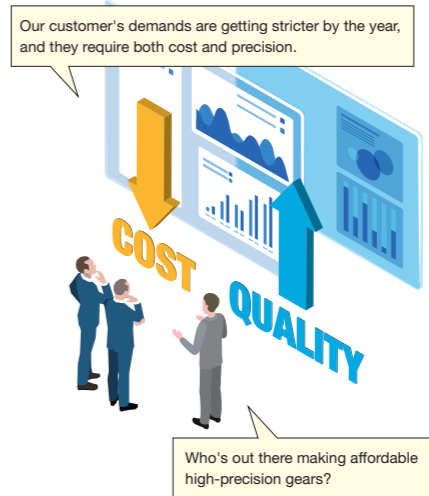 Our customer's demands are getting stricter by the year,
and they require both cost and precision.
COST
QUALITY
Who's out there making affordable
high-precision gears?